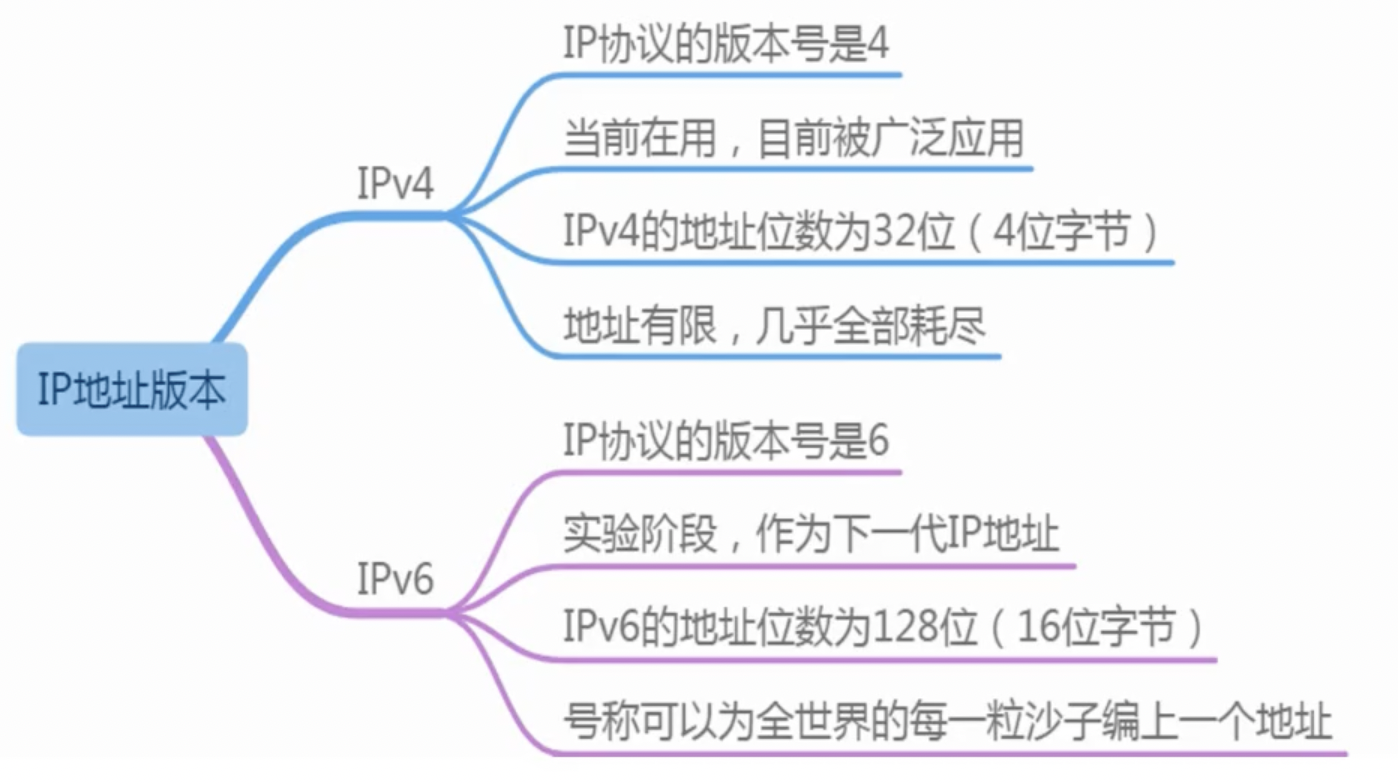 IP地址版本
IPv4
IP协议的版本号是4
当前在用，目前被广泛应用
IPv4的地址位数为32位（4位字节）
地址有限，几乎全部耗尽
IPv6
IP协议的版本号是6
实验阶段，作为下一代IP地址
IPv6的地址位数为128位（16位字节）
号称可以为全世界的每一粒沙子编上一个地址